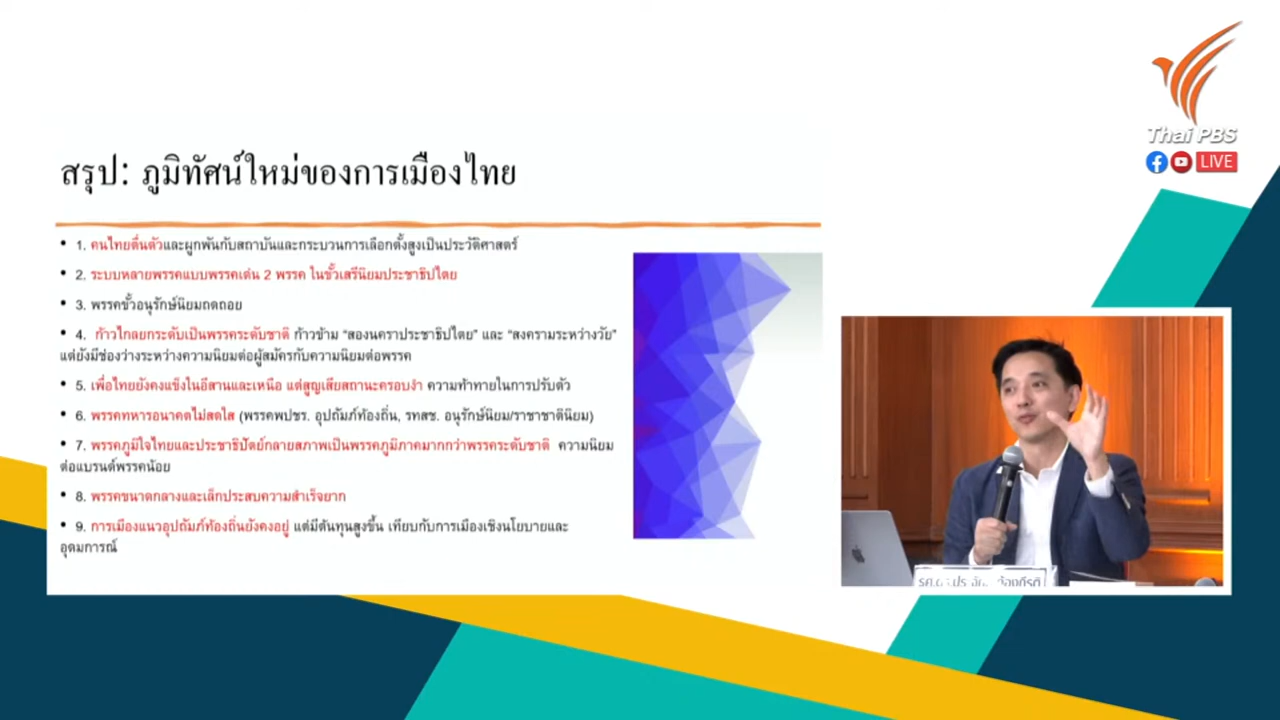 Thai PBS
LIVE
สรุป: ภูมิทัศน์ใหม่ของการเมืองไทย
• 1. คนไทยตื่นตัวและผูกพันกับสถาบันและกระบวนการเลือกตั้งสูงเป็นประวัติศาสตร์
• 2. ระบบหลายพรรคแบบพรรคเด่น 2 พรรค ในขั้วเสรีนิยมประชาธิปไตย
• 3. พรรคขั้วอนุรักษ์นิยมถดถอย
• 4. ก้าวไกลยกระดับเป็นพรรคระดับชาติ ก้าวข้าม “สองนคราประชาธิปไตย” และ “สงครามระหว่างวัย”
แต่ยังมีช่องว่างระหว่างความนิยมต่อผู้สมัครกับความนิยมต่อพรรค
• 5. เพื่อไทยยังคงแข็งในอีสานและเหนือ แต่สูญเสียสถานะครอบงำ ความท้าทายในการปรับตัว
• 6. พรรคทหารอนาคตไม่สดใส (พรรคพปชร. อุปถัมภ์ท้องถิ่น, รทสช. อนุรักษ์นิยม/ราชาชาตินิยม)
• 7. พรรคภูมิใจไทยและประชาธิปัตย์กลายสภาพเป็นพรรคภูมิภาคมากกว่าพรรคระดับชาติ ความนิยม
ต่อแบรนด์พรรคน้อย
• 8. พรรคขนาดกลางและเล็กประสบความสำเร็จยาก
• 9. การเมืองแนวอุปถัมภ์ท้องถิ่นยังคงอยู่ แต่มีต้นทุนสูงขึ้น เทียบกับการเมืองเชิงนโยบายและ
อุดมการณ์